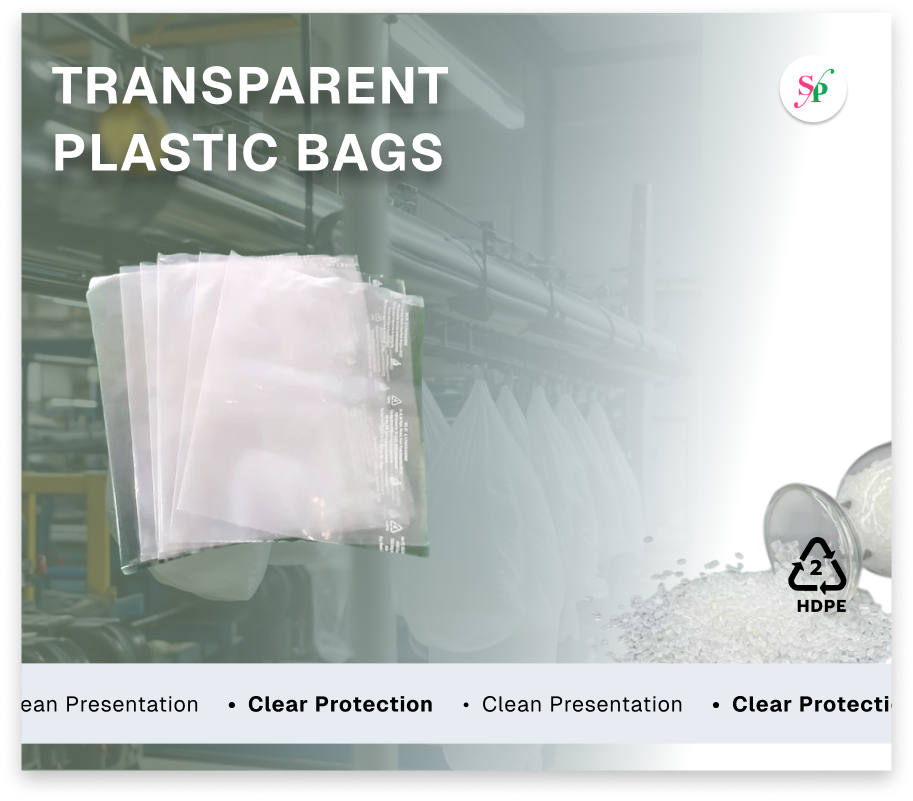 TRANSPARENT
PLASTIC BAGS
SP
2
HDPE
ean Presentation • Clear Protection • Clean Presentation • Clear Protecti